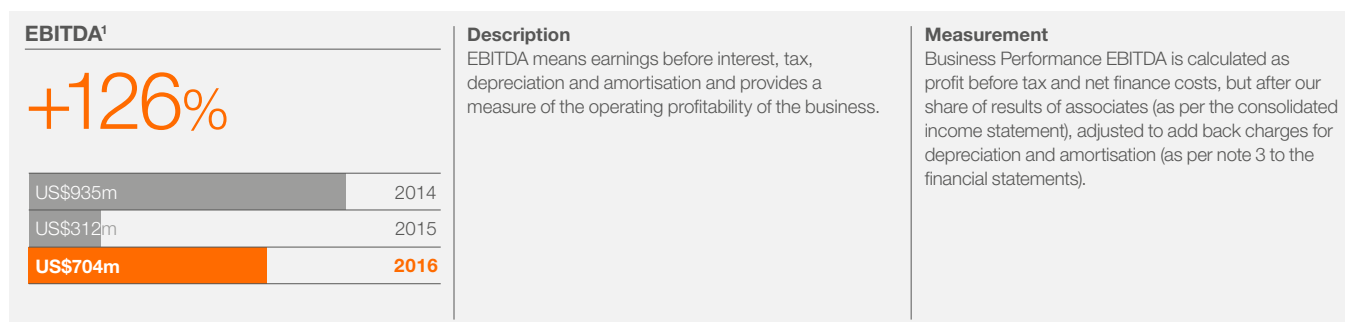 EBITDA¹
+126%
US$935m 2014
US$312m 2015
US$704m 2016
Description
EBITDA means earnings before interest, tax,
depreciation and amortisation and provides a
measure of the operating profitability of the business.
Measurement
Business Performance EBITDA is calculated as
profit before tax and net finance costs, but after our
share of results of associates (as per the consolidated
income statement), adjusted to add back charges for
depreciation and amortisation (as per note 3 to the
financial statements).